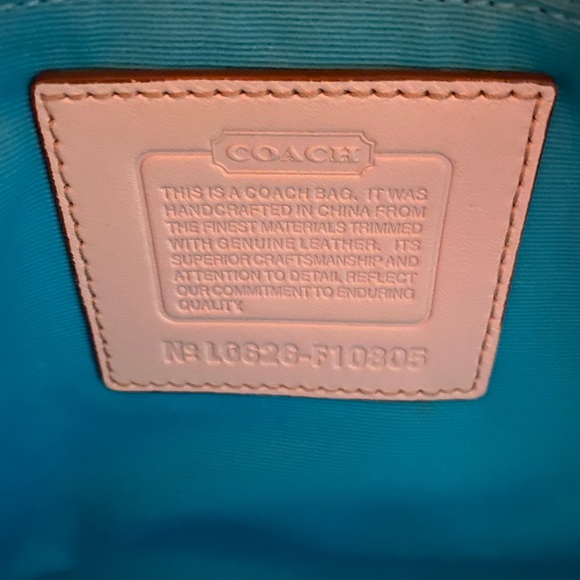 COACH
THIS IS A COACH BAG. IT WAS
HANDCRAFTED IN CHINA FROM
THE FINEST MATERIALS TRIMMED
WITH GENUINE LEATHER. ITS
SUPERIOR CRAFTSMANSHIP AND
ATTENTION TO DETAIL REFLECT
OUR COMMITMENT TO ENDURING
QUALITY.
Nº L0626-F10805